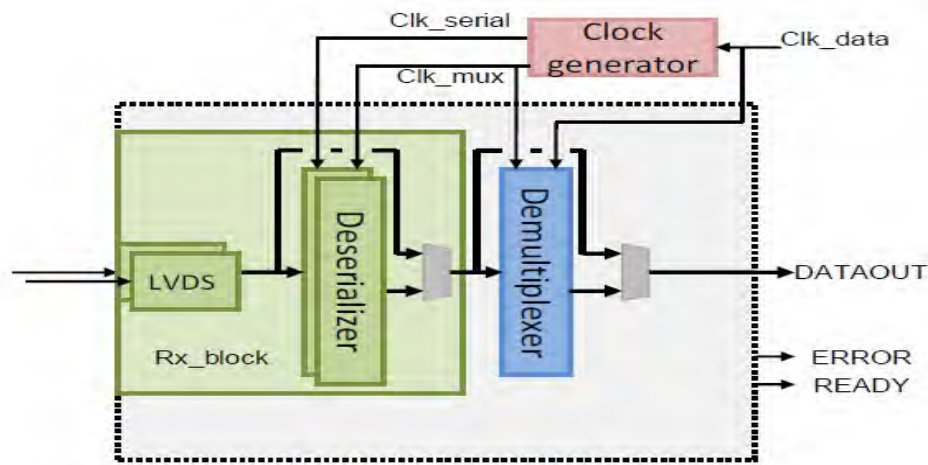 Clk_serial
Clock
generator
Clk_data
Clk_mux
LVDS
Deserializer
Demultiplexer
Rx_block
DATAOUT
ERROR
READY